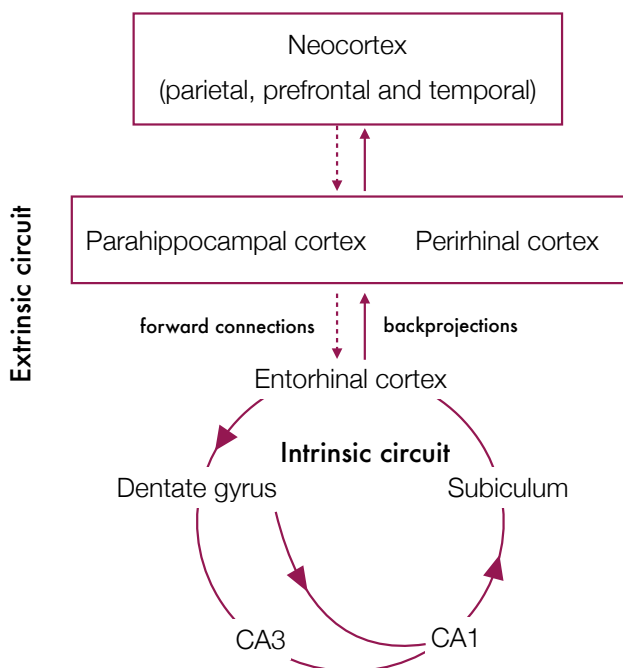 Neocortex
(parietal, prefrontal and temporal)
Extrinsic circuit
Parahippocampal cortex
Perirhinal cortex
forward connections
backprojections
Entorhinal cortex
Intrinsic circuit
Dentate gyrus
Subiculum
CA3
CA1